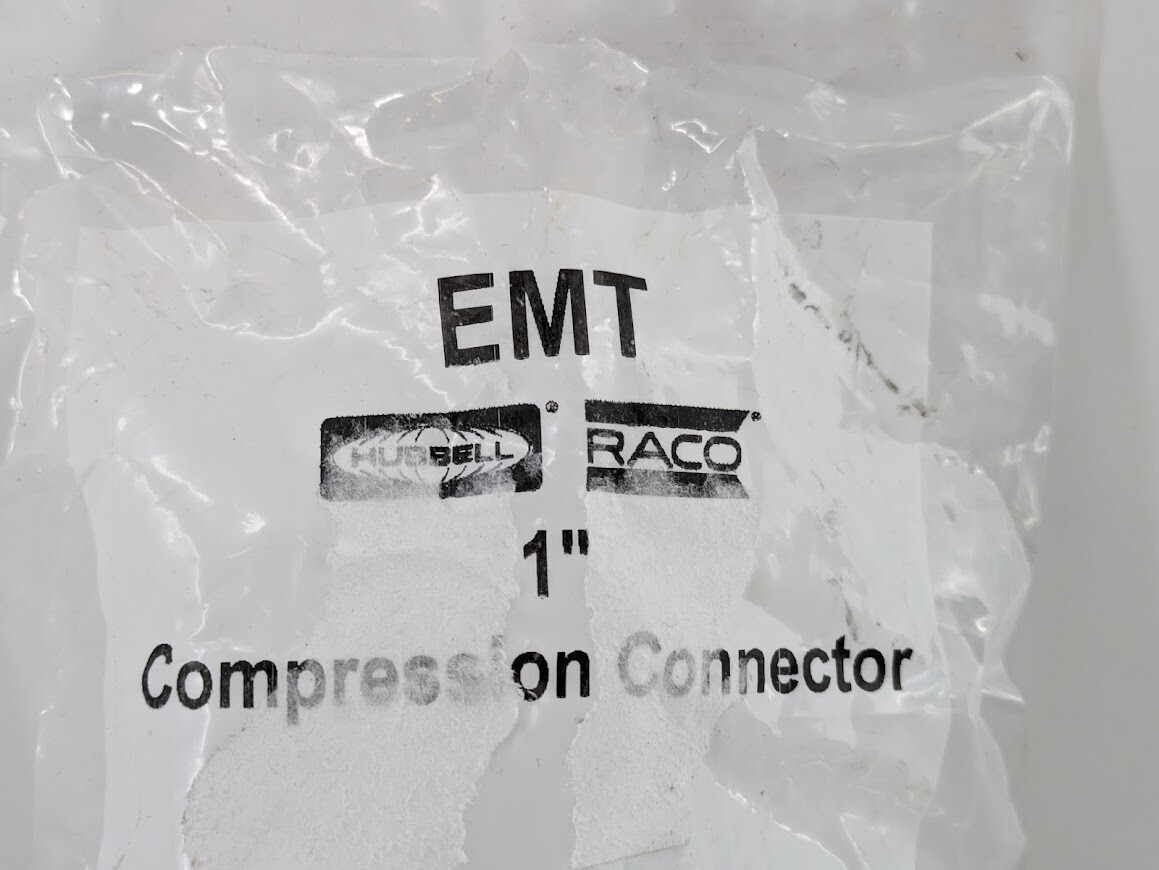 EMT
HUBBELL® RACO®
1"
Compression Connector